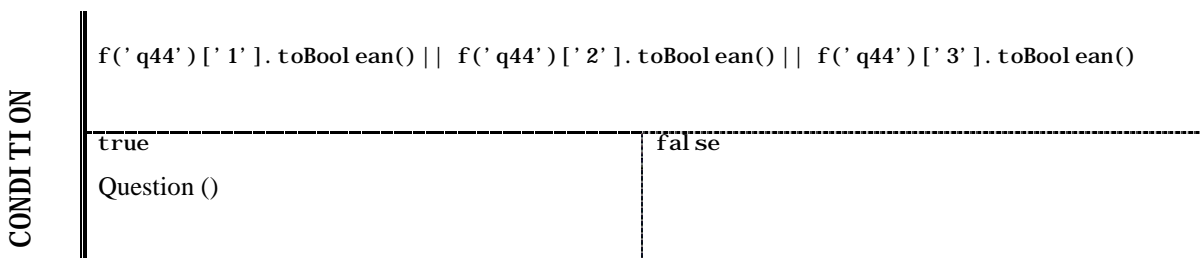 f('q44')['1'].toBoolean()|| f('q44')['2'].toBoolean()|| f('q44')['3'].toBoolean()
CONDITION
true false
Question ()